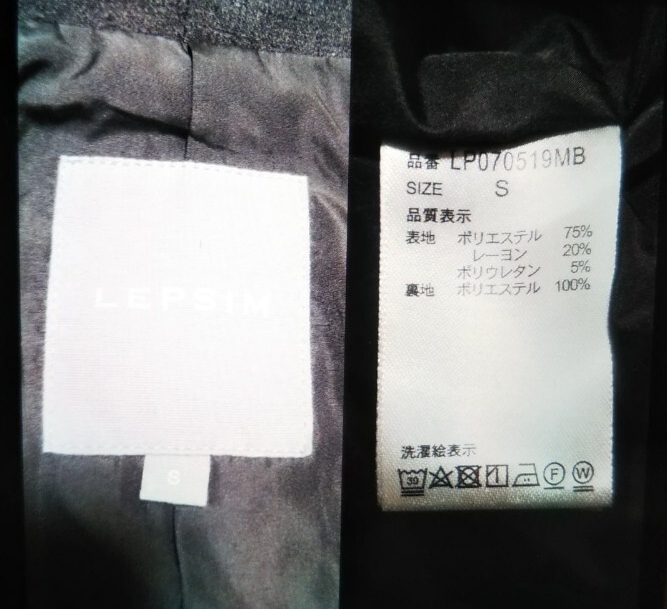 LEPSIM
S
品番 LP070519MB
SIZE S
品質表示
表地 ポリエステル 75%
レーヨン 20%
ポリウレタン 5%
裏地 ポリエステル 100%
洗濯絵表示
30 F W